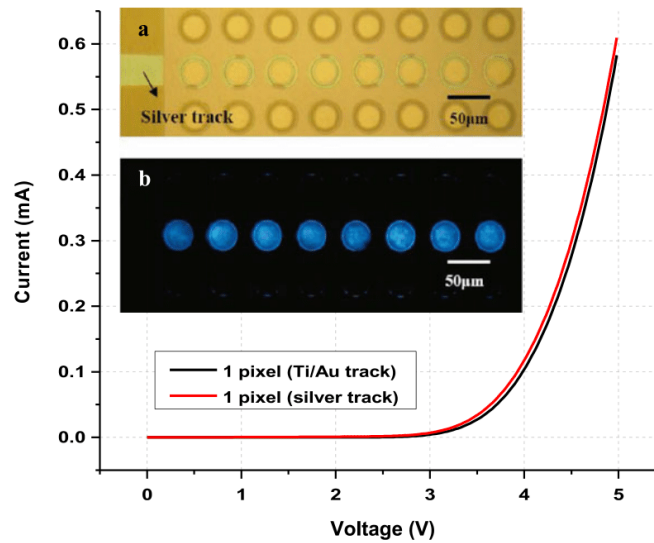 0.6
0.5
0.4
0.3
0.2
0.1
0.0
Current (mA)
a
Silver track
50μm
b
50μm
1 pixel (Ti/Au track)
1 pixel (silver track)
0
1
2
3
4
5
Voltage (V)